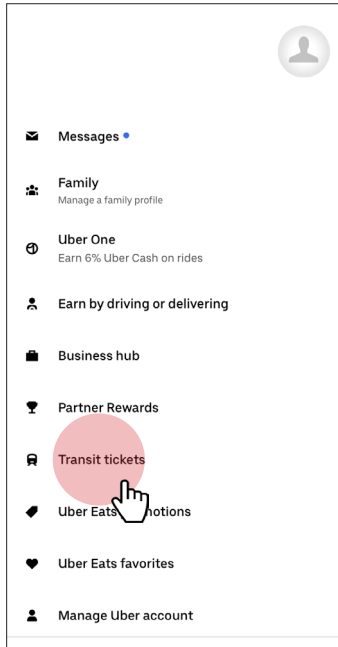 Messages
Family
Manage a family profile
Uber One
Earn 6% Uber Cash on rides
Earn by driving or delivering
Business hub
Partner Rewards
Transit tickets
Uber Eats
Uber Eats favorites
Manage Uber account